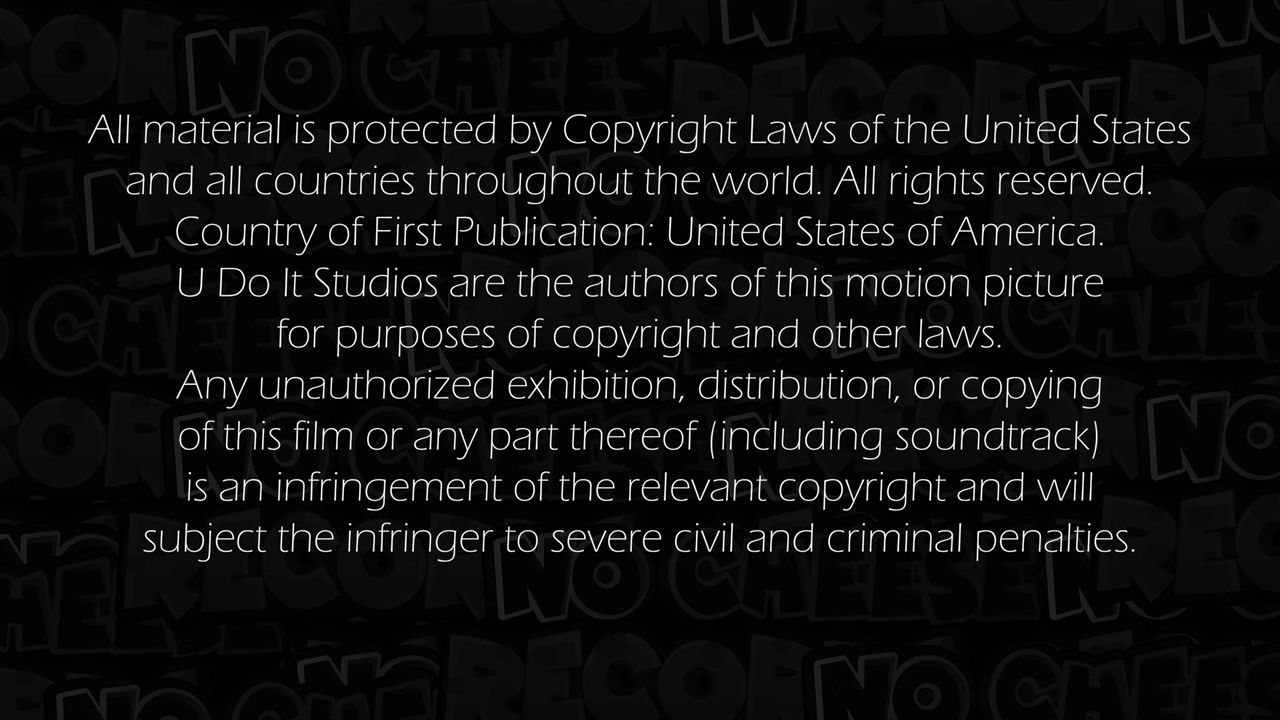 All material is protected by Copyright Laws of the United States
and all countries throughout the world. All rights reserved.
Country of First Publication: United States of America.
U Do It Studios are the authors of this motion picture
for purposes of copyright and other laws.
Any unauthorized exhibition, distribution, or copying
of this film or any part thereof (including soundtrack)
is an infringement of the relevant copyright and will
subject the infringer to severe civil and criminal penalties.